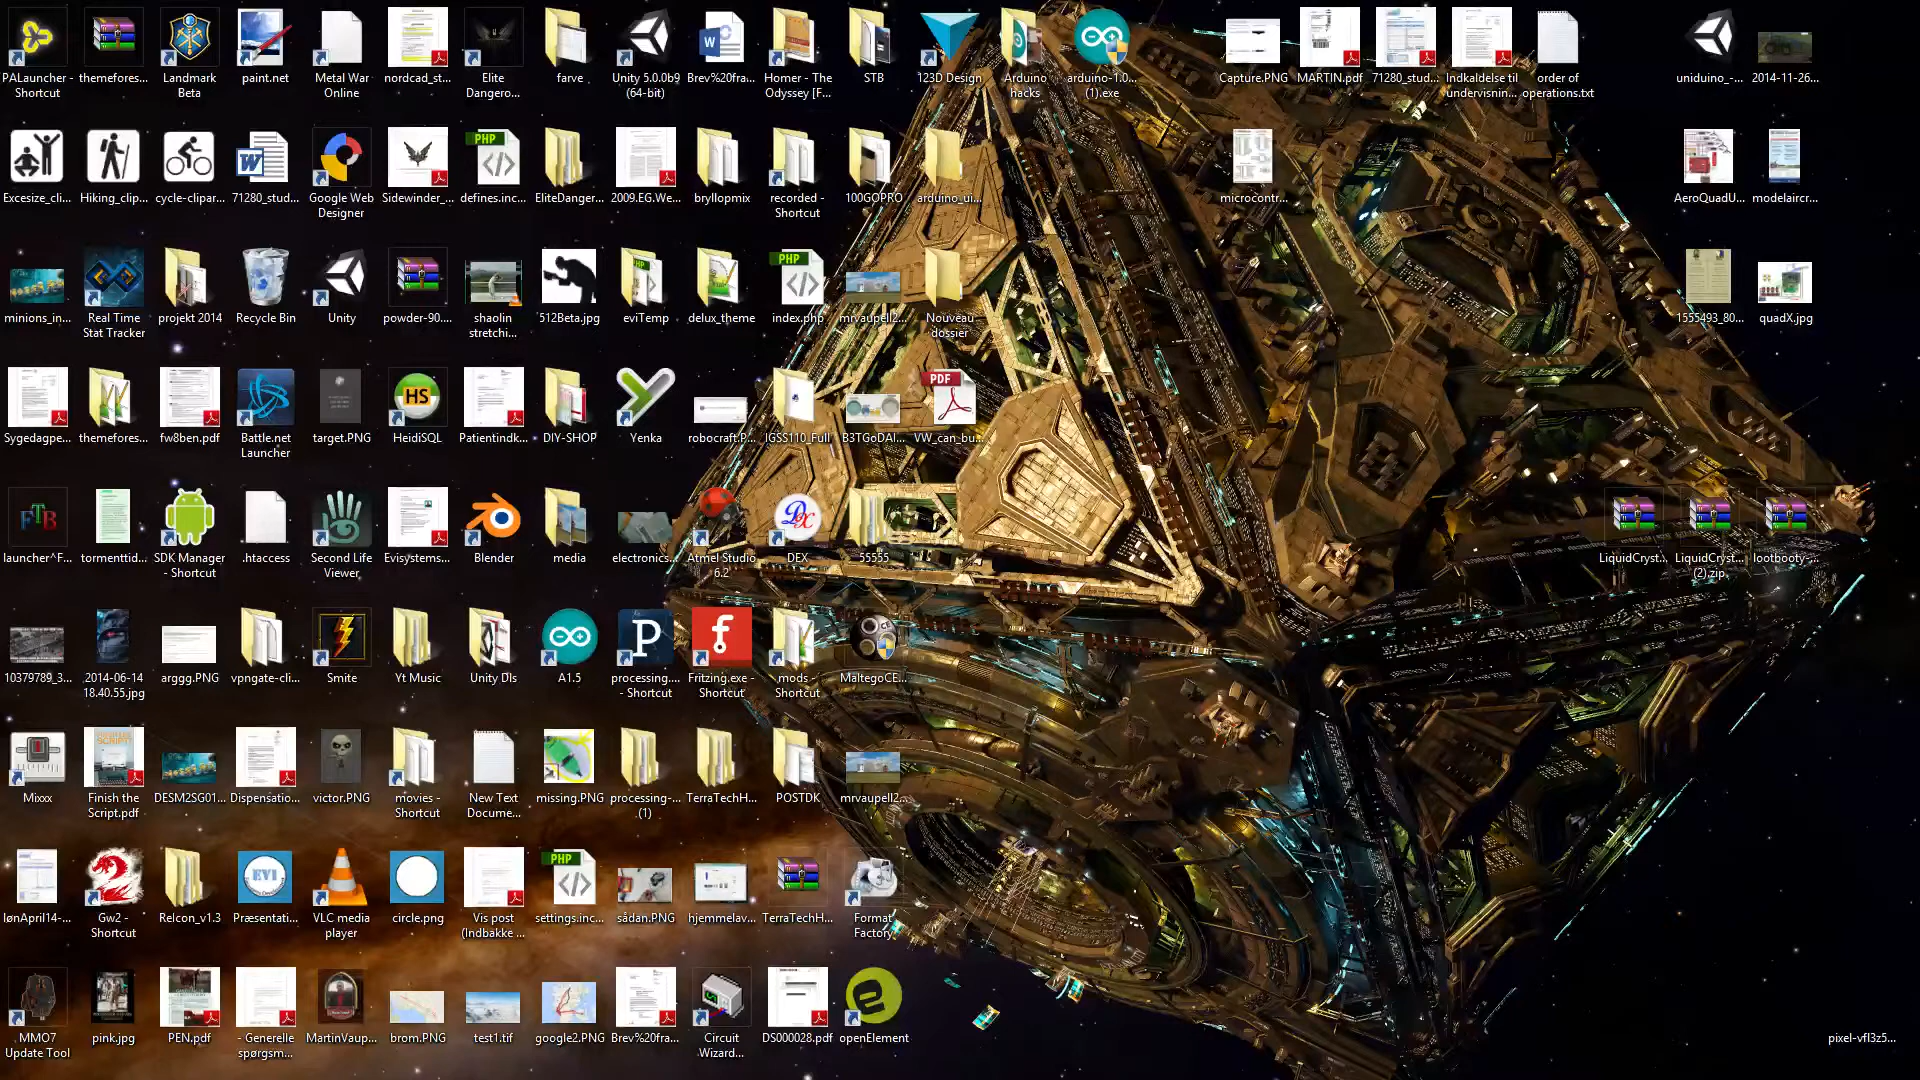 PALauncher -
Shortcut
themefores...
Landmark
Beta
paint.net
Metal War
Online
nordcad_st...
Elite
Dangero...
farve
Unity 5.0.0b9
(64-bit)
Brev%20fra...
Homer - The
Odyssey [F...
STB
123D Design
Arduino
hacks
arduino-1.0...
(1).exe
Capture.PNG
MARTIN.pdf
71280_stud...
Indkaldelse til
undervisnin...
order of
operations.txt
uniduino_-...
2014-11-26...
Excesize_cli...
Hiking_clip...
cycle-clipar...
71280_stud...
Google Web
Designer
Sidewinder_...
PHP
defines.inc...
EliteDanger...
2009.EG.We...
bryllopmix
recorded -
Shortcut
100GOPRO
arduino_ui...
microcontr...
AeroQuadU...
modelaircr...
minions_in...
Real Time
Stat Tracker
projekt 2014
Recycle Bin
Unity
powder-90....
shaolin
stretchi...
512Beta.jpg
PHP
eviTemp
delux_theme
PHP
index.php
mrvaupell2...
Nouveau
dossier
1555493_80...
quadX.jpg
Sygedagpe...
themefores...
fw8ben.pdf
Battle.net
Launcher
target.PNG
HS
HeidiSQL
Patientindk...
DIY-SHOP
Yenka
robocraft.P...
IGSS110_Full
B3TGoDAI...
PDF
VW_can_bu...
FTB
launcher^F...
tormenttid...
SDK Manager
- Shortcut
.htaccess
Second Life
Viewer
Evisystems...
Blender
media
electronics...
Atmel Studio
6.2
DX
DEX
55555
LiquidCryst...
LiquidCryst...
(2).zip
lootbooty-...
10379789_3...
2014-06-14
18.40.55.jpg
arggg.PNG
vpngate-cli...
Smite
Yt Music
Unity Dls
A1.5
P
processing....
- Shortcut
Fritzing.exe -
Shortcut
mods -
Shortcut
CE
MaltegoCE...
Mixxx
Finish the
Script.pdf
DESM2SG01...
Dispensatio...
victor.PNG
movies -
Shortcut
New Text
Docume...
missing.PNG
processing-...
(1)
TerraTechH...
POSTDK
mrvaupell2...
lønApril14-...
Gw2 -
Shortcut
Relcon_v1.3
EVI
Præsentati...
VLC media
player
circle.png
Vis post
(Indbakke ...
PHP
settings.inc...
sådan.PNG
hjemmelav...
TerraTechH...
Format
Factory
MMO7
Update Tool
pink.jpg
PEN.pdf
- Generelle
spørgsm...
MartinVaup...
brom.PNG
test1.tif
google2.PNG
Brev%20fra...
Circuit
Wizard...
DS000028.pdf
openElement
pixel-vfl3z5...